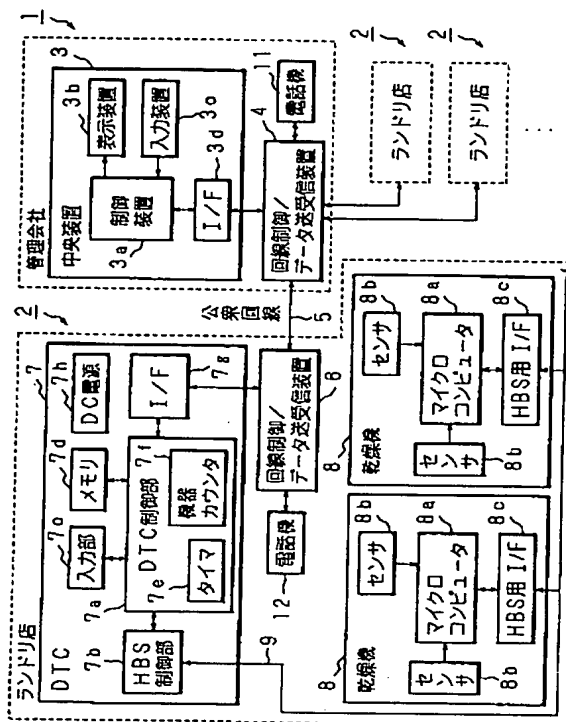 1
管理会社
3
中央装置
3b
表示装置
入力装置
3c
制御
装置
3a
3d
I/F
4
11
電話機
回線制御/
データ送受信装置
2
ランドリ店
2
ランドリ店
公衆回線
5
2
ランドリ店
7
DTC
7h
DC電源
7d
メモリ
7c
入力部
7g
I/F
7a
DTC制御部
7f
機器
カウンタ
7e
タイマ
7b
HBS
制御部
6
回線制御/
データ送受信装置
12
電話機
9
8
乾燥機
8b
センサ
8a
マイクロ
コンピュータ
8c
HBS用I/F
センサ
8b
8
乾燥機
8b
センサ
8a
マイクロ
コンピュータ
8c
HBS用I/F
センサ
8b